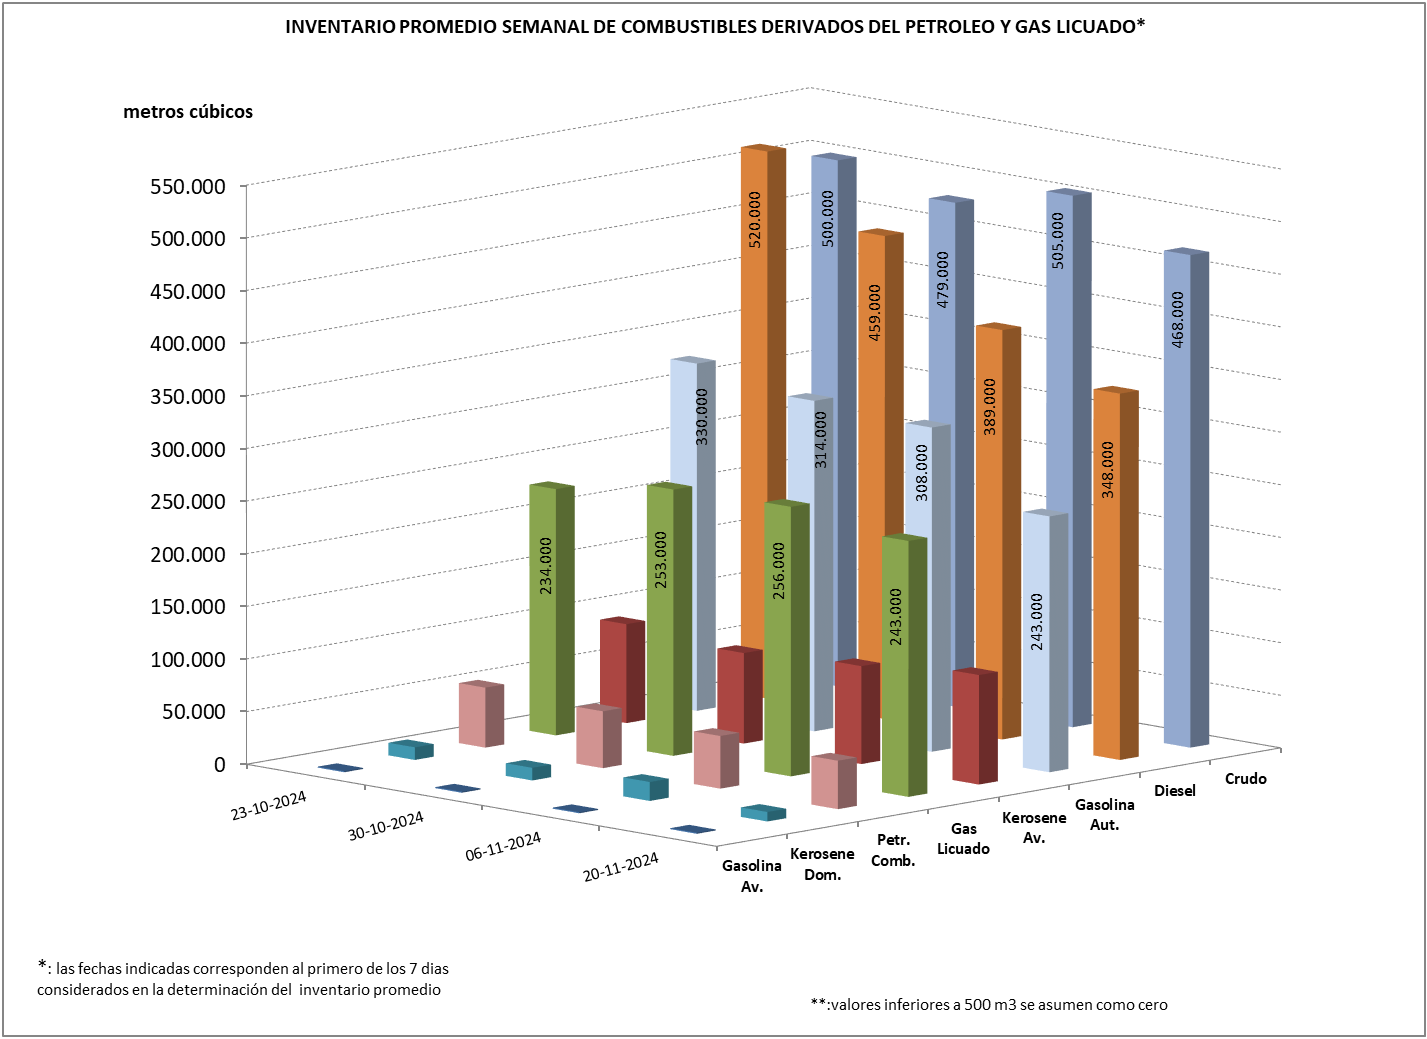 INVENTARIO PROMEDIO SEMANAL DE COMBUSTIBLES DERIVADOS DEL PETROLEO Y GAS LICUADO*
metros cúbicos
550.000
500.000
450.000
400.000
350.000
300.000
250.000
200.000
150.000
100.000
50.000
0
520.000
500.000
459.000
479.000
505.000
468.000
330.000
314.000
308.000
389.000
348.000
234.000
253.000
256.000
243.000
243.000
23-10-2024
30-10-2024
06-11-2024
20-11-2024
Gasolina
Av.
Kerosene
Dom.
Petr.
Comb.
Gas
Licuado
Kerosene
Av.
Gasolina
Aut.
Diesel
Crudo
*: las fechas indicadas corresponden al primero de los 7 dias
considerados en la determinación del  inventario promedio
**:valores inferiores a 500 m3 se asumen como cero